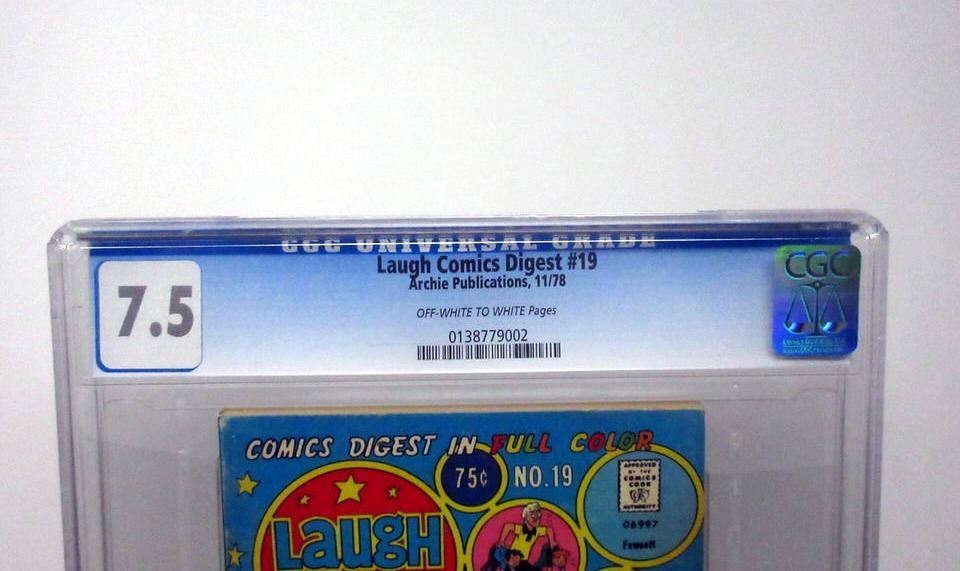 CGC UNIVERSAL GRADE
Laugh Comics Digest #19
Archie Publications, 11/78
7.5
CGC
OFF-WHITE TO WHITE Pages
0138779002
COMICS DIGEST IN FULL COLOR
75¢ NO.19
APPROVED
BY THE
COMICS
CODE
AUTHORITY
06997
Fawcett
Laugh